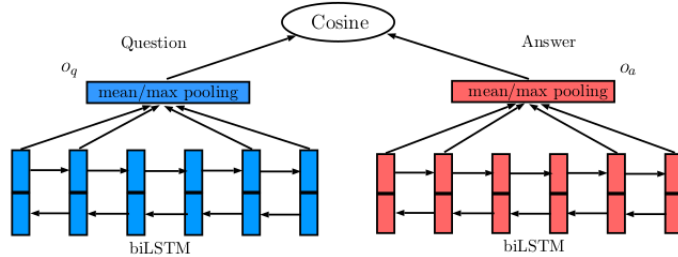 Cosine
Question
Answer
o_q
o_a
mean/max pooling
mean/max pooling
biLSTM
biLSTM